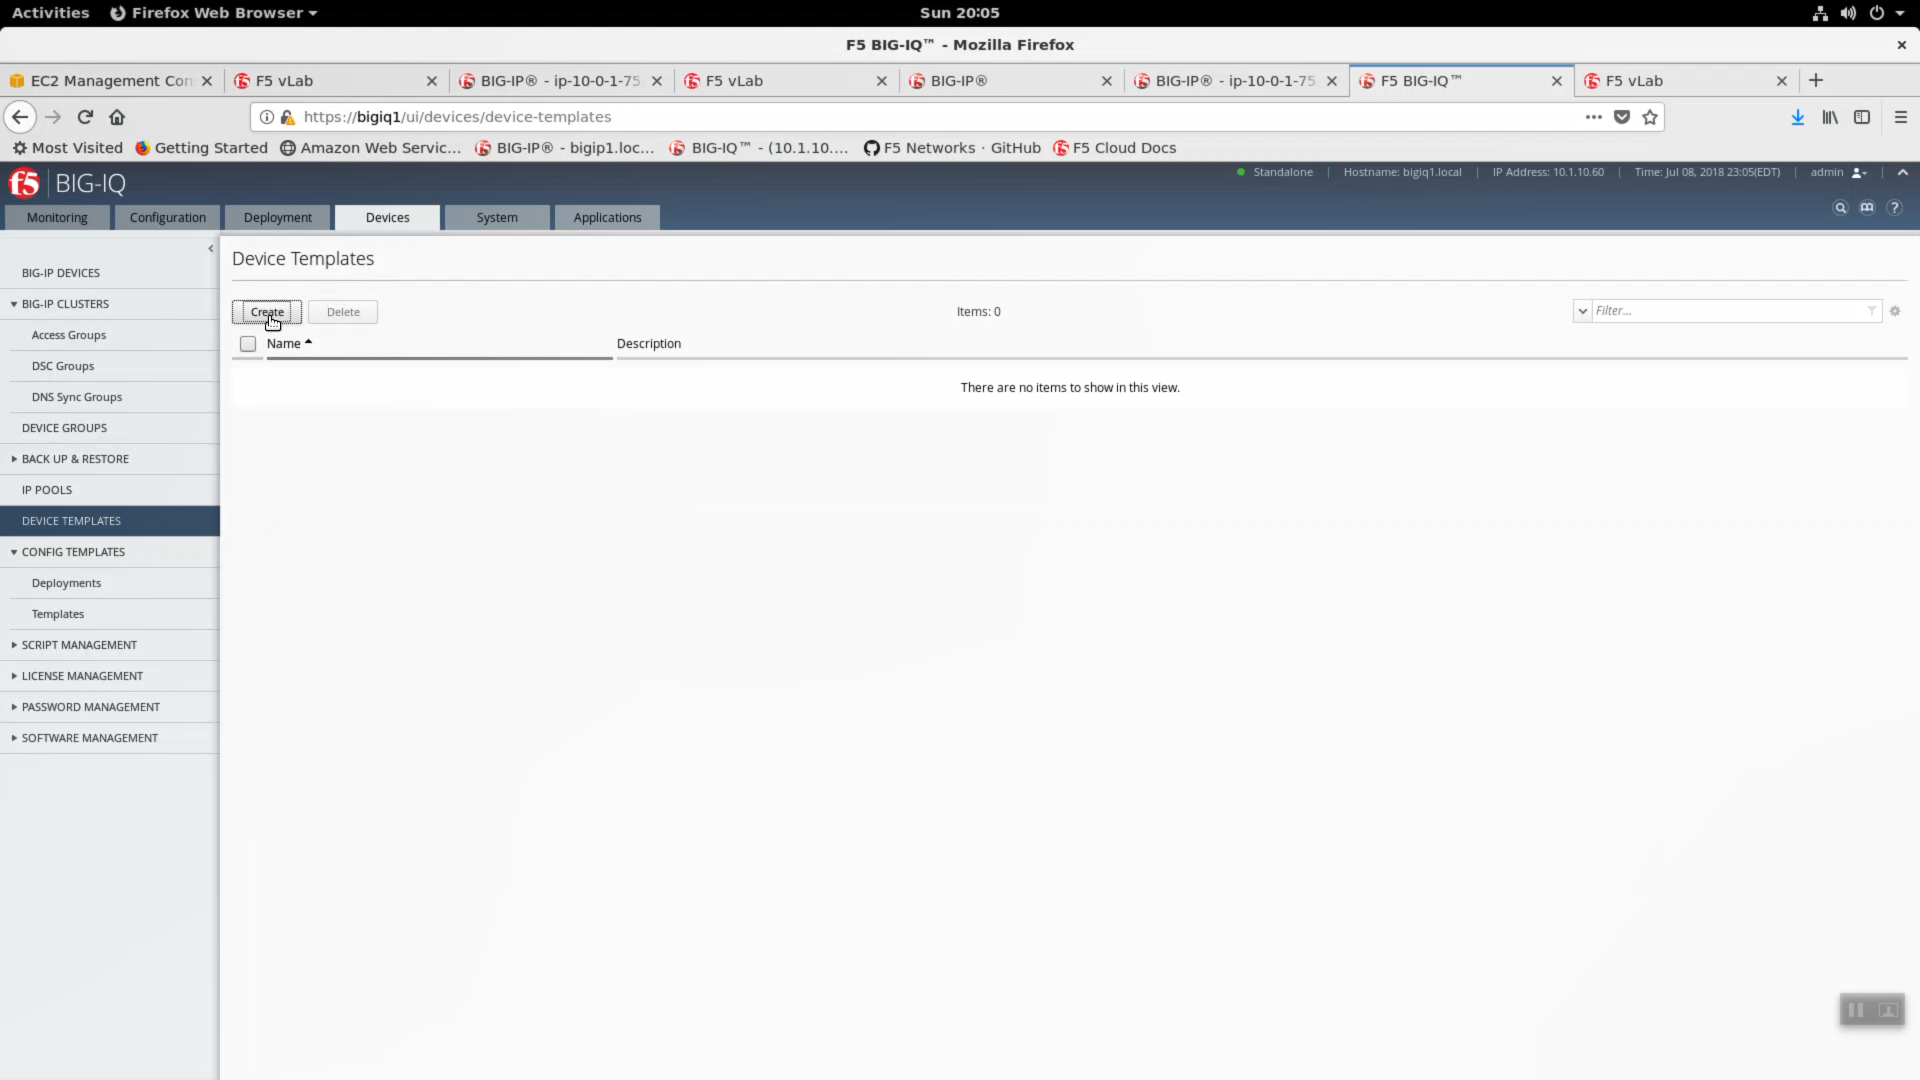 Activities Firefox Web Browser Sun 20:05
F5 BIG-IQ™ - Mozilla Firefox
EC2 Management Con F5 vLab BIG-IP® - ip-10-0-1-75 F5 vLab BIG-IP® BIG-IP® - ip-10-0-1-75 F5 BIG-IQ™ F5 vLab
https://bigiq1/ui/devices/device-templates
Most Visited Getting Started Amazon Web Servic... BIG-IP® - bigip1.loc... BIG-IQ™ - (10.1.10.... F5 Networks · GitHub F5 Cloud Docs
f5 BIG-IQ Standalone Hostname: bigiq1.local IP Address: 10.1.10.60 Time: Jul 08, 2018 23:05(EDT) admin
Monitoring Configuration Deployment Devices System Applications
BIG-IP DEVICES
BIG-IP CLUSTERS
Access Groups
DSC Groups
DNS Sync Groups
DEVICE GROUPS
BACK UP & RESTORE
IP POOLS
DEVICE TEMPLATES
CONFIG TEMPLATES
Deployments
Templates
SCRIPT MANAGEMENT
LICENSE MANAGEMENT
PASSWORD MANAGEMENT
SOFTWARE MANAGEMENT
Device Templates
Create Delete Items: 0 Filter...
Name Description
There are no items to show in this view.